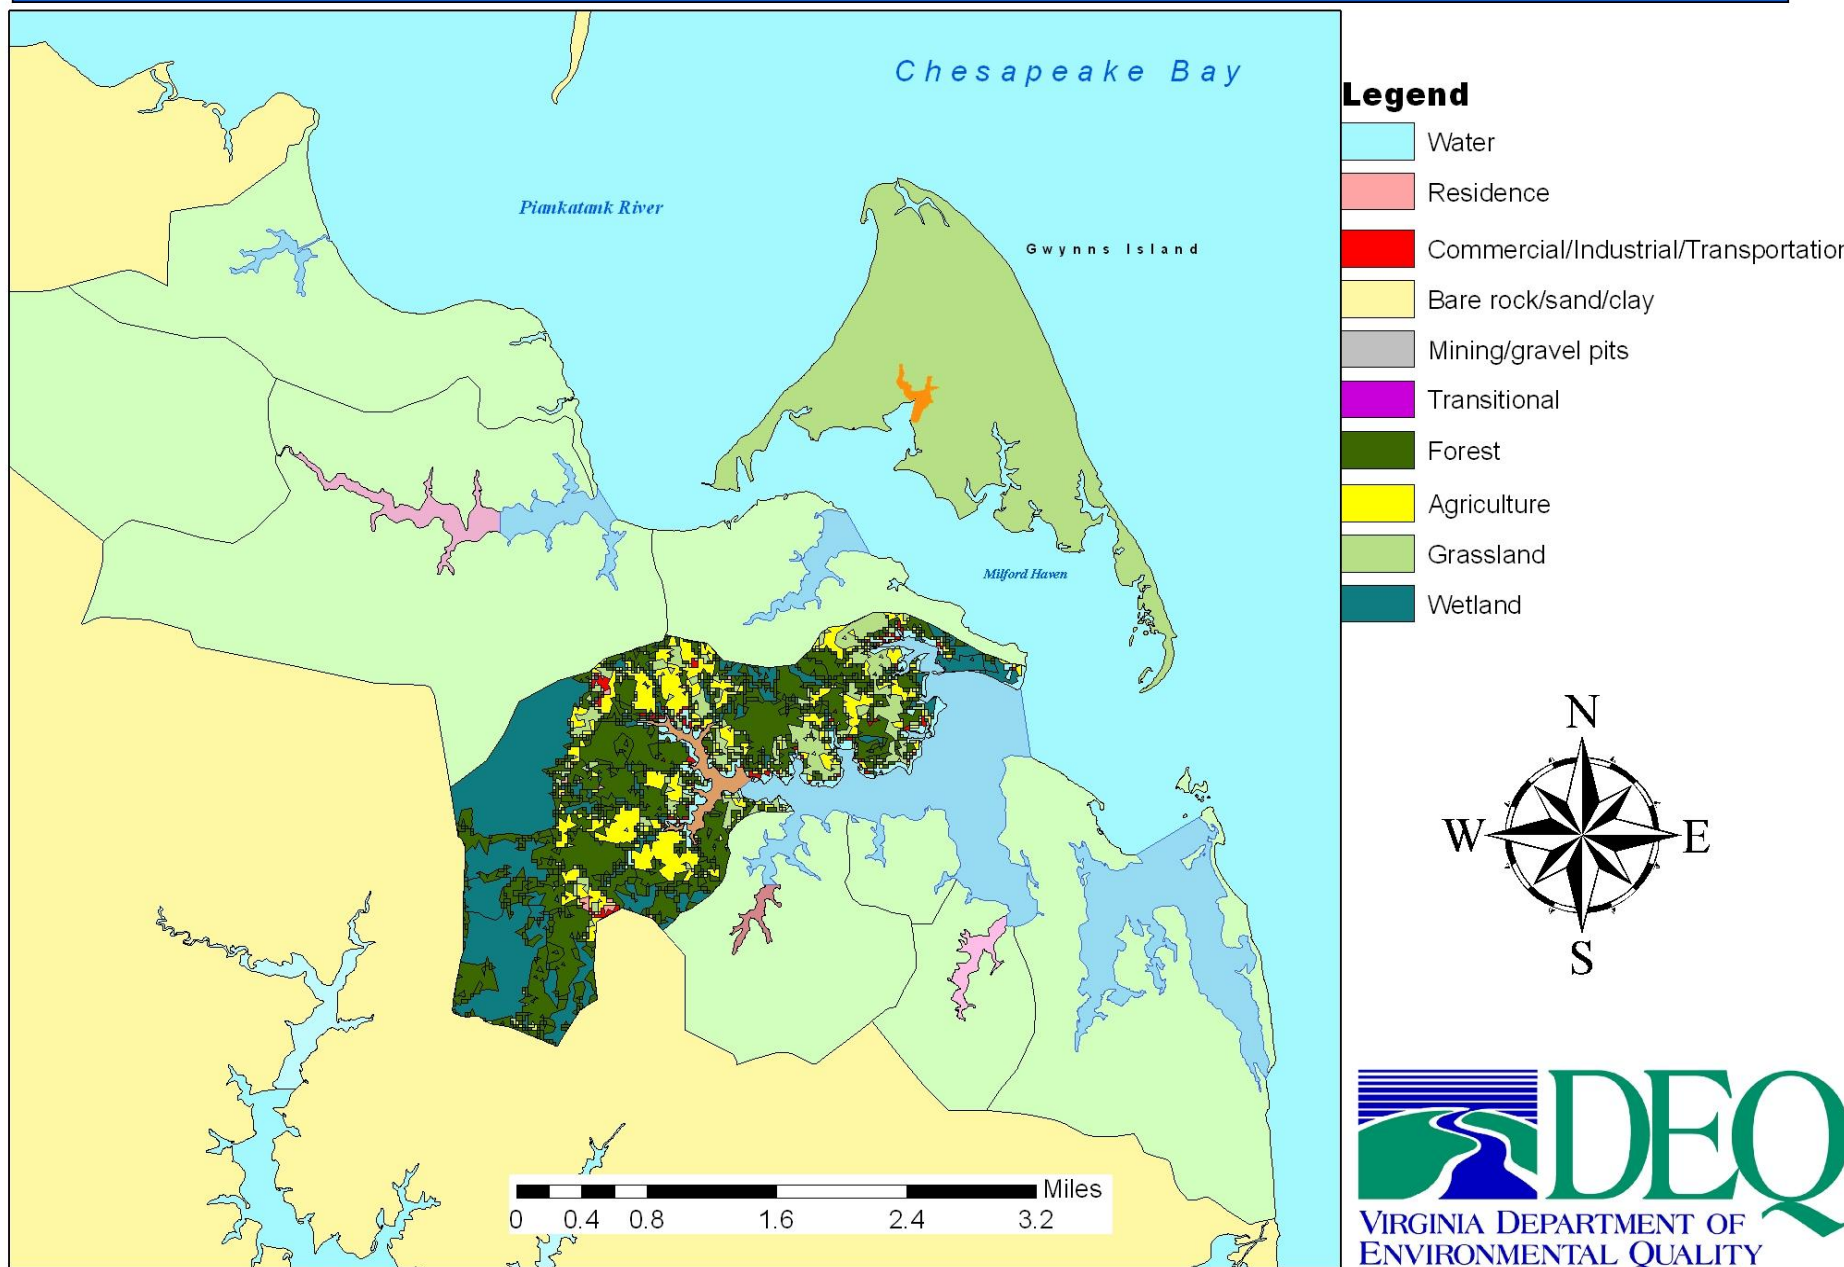 Chesapeake Bay
Piankatank River
Gwynns Island
Milford Haven
Legend
Water
Residence
Commercial/Industrial/Transportation
Bare rock/sand/clay
Mining/gravel pits
Transitional
Forest
Agriculture
Grassland
Wetland
N
W E
S
Miles
0 0.4 0.8 1.6 2.4 3.2
DEQ
VIRGINIA DEPARTMENT OF
ENVIRONMENTAL QUALITY